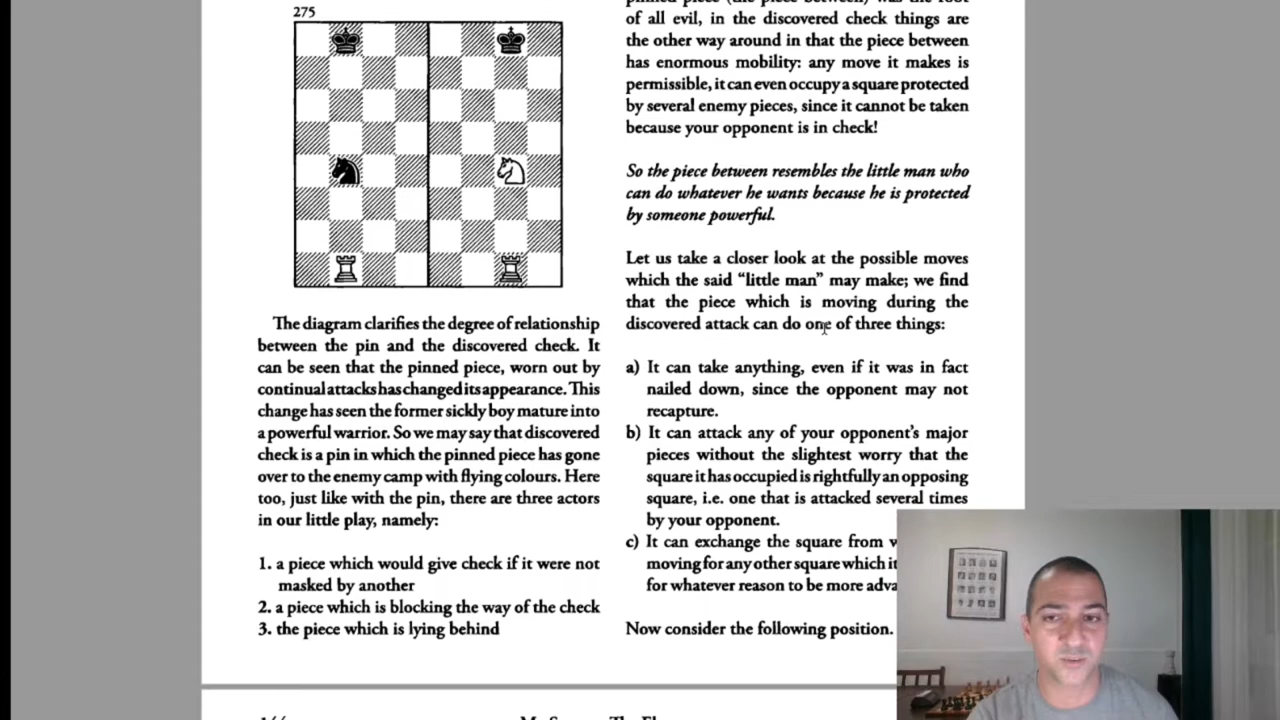 275
The diagram clarifies the degree of relationship
between the pin and the discovered check. It
can be seen that the pinned piece, worn out by
continual attacks has changed its appearance. This
change has seen the former sickly boy mature into
a powerful warrior. So we may say that discovered
check is a pin in which the pinned piece has gone
over to the enemy camp with flying colours. Here
too, just like with the pin, there are three actors
in our little play, namely:
1. a piece which would give check if it were not
masked by another
2. a piece which is blocking the way of the check
3. the piece which is lying behind
pinned piece (the piece between) was the root
of all evil, in the discovered check things are
the other way around in that the piece between
has enormous mobility: any move it makes is
permissible, it can even occupy a square protected
by several enemy pieces, since it cannot be taken
because your opponent is in check!
So the piece between resembles the little man who
can do whatever he wants because he is protected
by someone powerful.
Let us take a closer look at the possible moves
which the said “little man” may make; we find
that the piece which is moving during the
discovered attack can do one of three things:
a) It can take anything, even if it was in fact
nailed down, since the opponent may not
recapture.
b) It can attack any of your opponent’s major
pieces without the slightest worry that the
square it has occupied is rightfully an opposing
square, i.e. one that is attacked several times
by your opponent.
c) It can exchange the square from
moving for any other square which it
for whatever reason to be more
Now consider the following position.